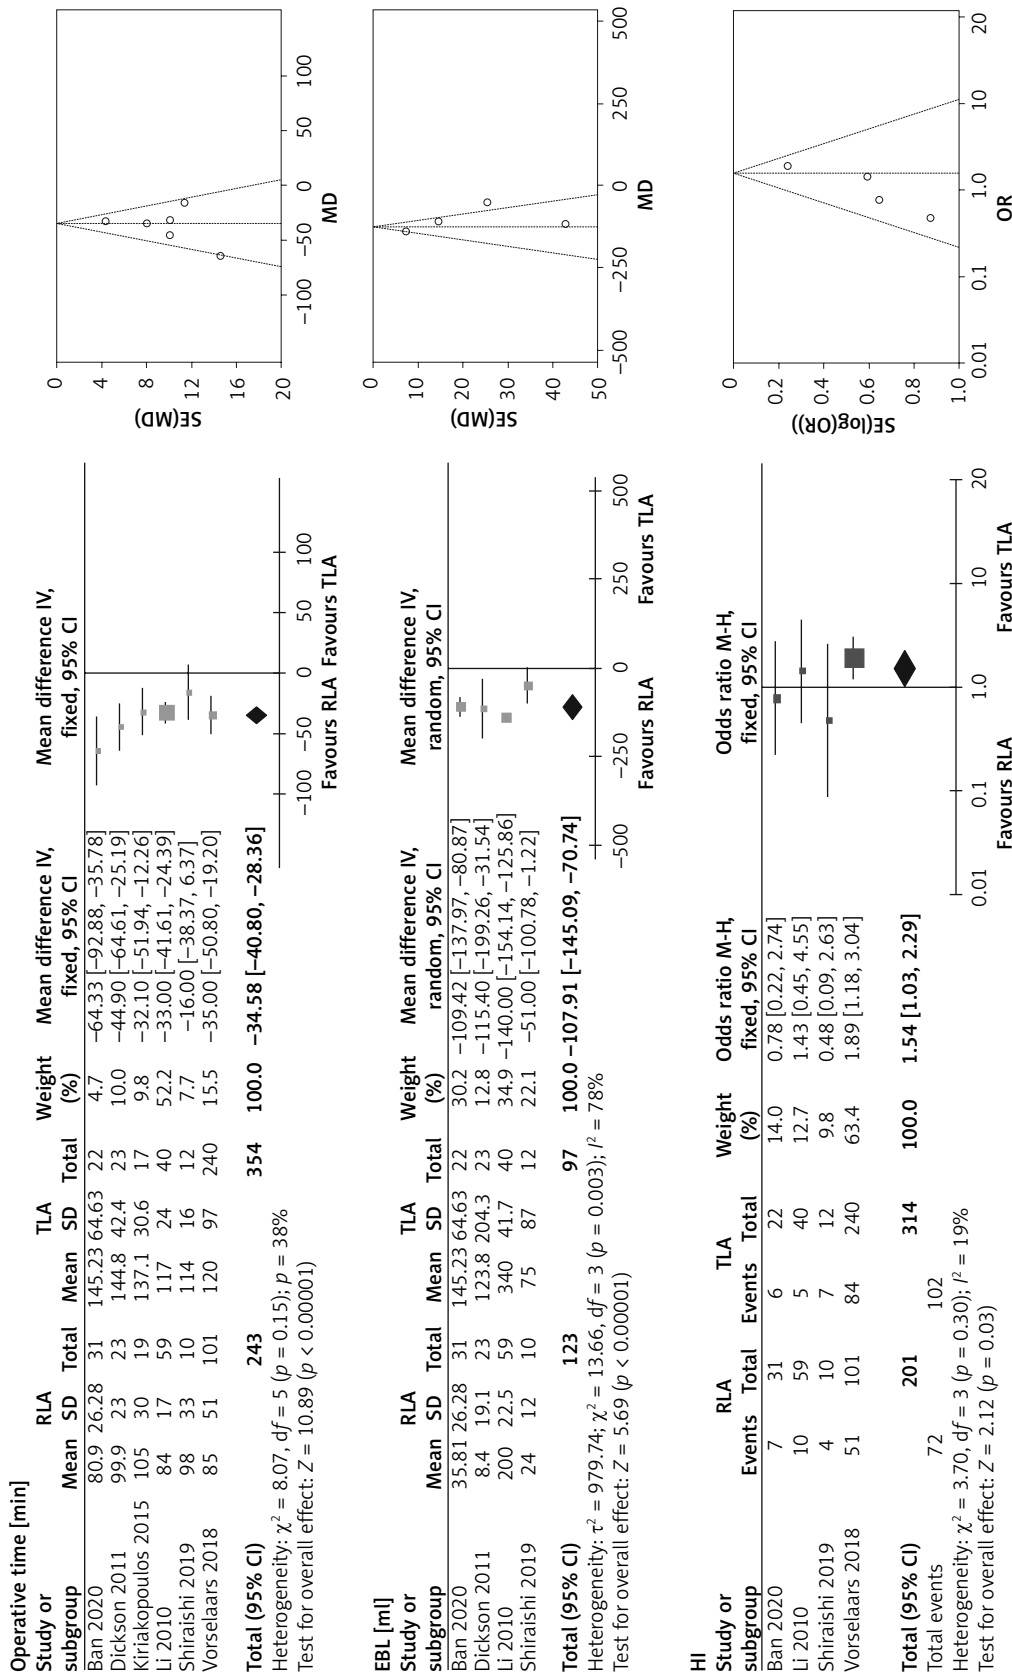 Operative time [min]
Study or subgroup RLA TLA Weight (%) Mean difference IV, fixed, 95% CI Mean difference IV, fixed, 95% CI
Mean SD Total Mean SD Total
Ban 2020 80.9 26.28 31 145.23 64.63 22 4.7 −64.33 [−92.88, −35.78]
Dickson 2011 99.9 23 23 144.8 42.4 23 10.0 −44.90 [−64.61, −25.19]
Kiriakopoulos 2015 105 30 19 137.1 30.6 17 9.8 −32.10 [−51.94, −12.26]
Li 2010 84 17 59 117 24 40 52.2 −33.00 [−41.61, −24.39]
Shiraishi 2019 98 33 10 114 16 12 7.7 −16.00 [−38.37, 6.37]
Vorselaars 2018 85 51 101 120 97 240 15.5 −35.00 [−50.80, −19.20]
Total (95% CI) 243 354 100.0 −34.58 [−40.80, −28.36]
Heterogeneity: χ² = 8.07, df = 5 (p = 0.15); p = 38%
Test for overall effect: Z = 10.89 (p < 0.00001)
−100 −50 0 50 100
Favours RLA Favours TLA
0
4
8
12
16
20
SE(MD)
−100 −50 0 50 100
MD
EBL [ml]
Study or subgroup RLA TLA Weight (%) Mean difference IV, random, 95% CI Mean difference IV, random, 95% CI
Mean SD Total Mean SD Total
Ban 2020 35.81 26.28 31 145.23 64.63 22 30.2 −109.42 [−137.97, −80.87]
Dickson 2011 8.4 19.1 23 123.8 204.3 23 12.8 −115.40 [−199.26, −31.54]
Li 2010 200 22.5 59 340 41.7 40 34.9 −140.00 [−154.14, −125.86]
Shiraishi 2019 24 12 10 75 87 12 22.1 −51.00 [−100.78, −1.22]
Total (95% CI) 123 97 100.0 −107.91 [−145.09, −70.74]
Heterogeneity: τ² = 979.74; χ² = 13.66, df = 3 (p = 0.003); I² = 78%
Test for overall effect: Z = 5.69 (p < 0.00001)
−500 −250 0 250 500
Favours RLA Favours TLA
0
10
20
30
40
50
SE(MD)
−500 −250 0 250 500
MD
HI
Study or subgroup RLA TLA Weight (%) Odds ratio M-H, fixed, 95% CI Odds ratio M-H, fixed, 95% CI
Events Total Events Total
Ban 2020 7 31 6 22 14.0 0.78 [0.22, 2.74]
Li 2010 10 59 5 40 12.7 1.43 [0.45, 4.55]
Shiraishi 2019 4 10 7 12 9.8 0.48 [0.09, 2.63]
Vorselaars 2018 51 101 84 240 63.4 1.89 [1.18, 3.04]
Total (95% CI) 201 314 100.0 1.54 [1.03, 2.29]
Total events 72 102
Heterogeneity: χ² = 3.70, df = 3 (p = 0.30); I² = 19%
Test for overall effect: Z = 2.12 (p = 0.03)
0.01 0.1 1.0 10 20
Favours RLA Favours TLA
0
0.2
0.4
0.6
0.8
1.0
SE(log(OR))
0.01 0.1 1.0 10 20
OR